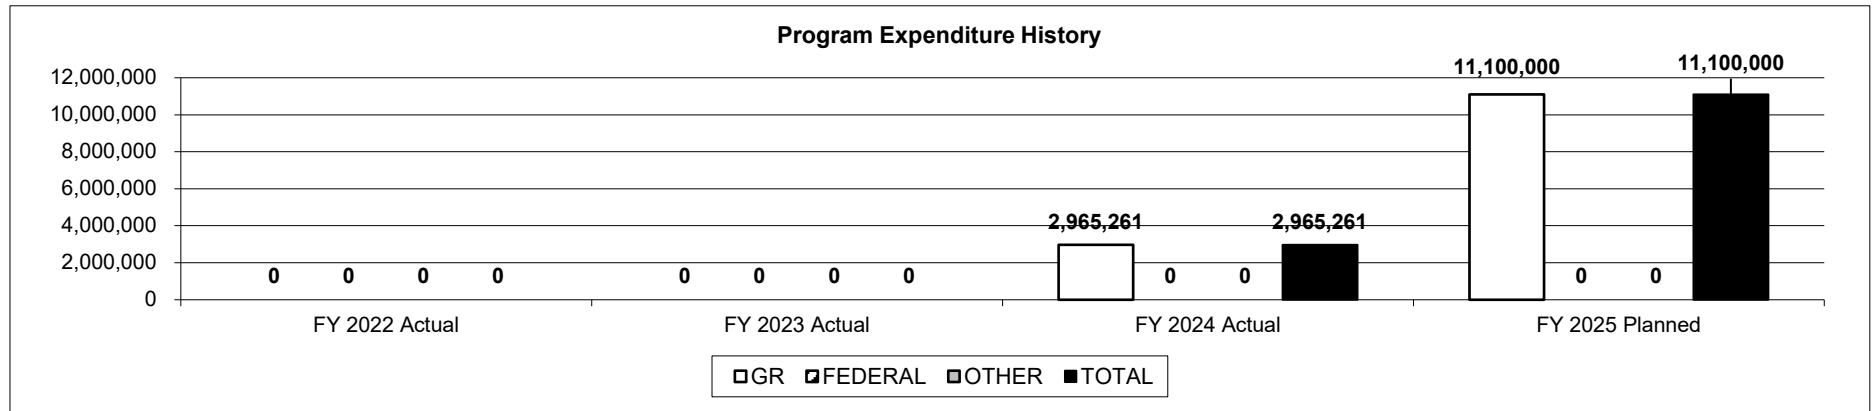 Program Expenditure History
12,000,000
10,000,000
8,000,000
6,000,000
4,000,000
2,000,000
0
0 0 0 0
0 0 0 0
2,965,261 0 0 2,965,261
11,100,000 0 0 11,100,000
FY 2022 Actual FY 2023 Actual FY 2024 Actual FY 2025 Planned
GR FEDERAL OTHER TOTAL